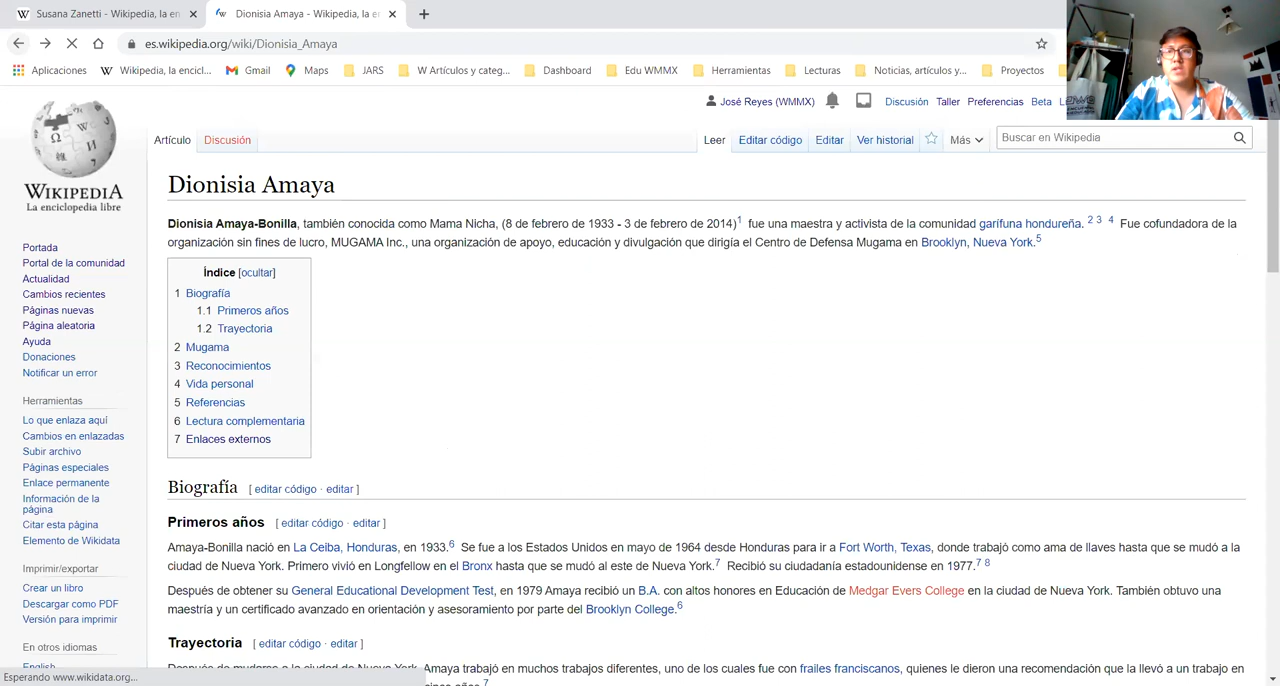 Susana Zanetti - Wikipedia, la en
Dionisia Amaya - Wikipedia, la en
es.wikipedia.org/wiki/Dionisia_Amaya
Aplicaciones
Wikipedia, la encicl...
Gmail
Maps
JARS
W Artículos y categ...
Dashboard
Edu WMMX
Herramientas
Lecturas
Noticias, artículos y...
Proyectos
WIKIPEDIA
La enciclopedia libre
José Reyes (WMMX)
Discusión
Taller
Preferencias
Beta
Artículo
Discusión
Leer
Editar código
Editar
Ver historial
Más
Buscar en Wikipedia
Portada
Portal de la comunidad
Actualidad
Cambios recientes
Páginas nuevas
Página aleatoria
Ayuda
Donaciones
Notificar un error
Herramientas
Lo que enlaza aquí
Cambios en enlazadas
Subir archivo
Páginas especiales
Enlace permanente
Información de la
página
Citar esta página
Elemento de Wikidata
Imprimir/exportar
Crear un libro
Descargar como PDF
Versión para imprimir
En otros idiomas
English
Dionisia Amaya
Dionisia Amaya-Bonilla, también conocida como Mama Nicha, (8 de febrero de 1933 - 3 de febrero de 2014)1 fue una maestra y activista de la comunidad garífuna hondureña. 2 3 4 Fue cofundadora de la
organización sin fines de lucro, MUGAMA Inc., una organización de apoyo, educación y divulgación que dirigía el Centro de Defensa Mugama en Brooklyn, Nueva York.5
Índice [ocultar]
1 Biografía
1.1 Primeros años
1.2 Trayectoria
2 Mugama
3 Reconocimientos
4 Vida personal
5 Referencias
6 Lectura complementaria
7 Enlaces externos
Biografía [ editar código · editar ]
Primeros años [ editar código · editar ]
Amaya-Bonilla nació en La Ceiba, Honduras, en 1933.6 Se fue a los Estados Unidos en mayo de 1964 desde Honduras para ir a Fort Worth, Texas, donde trabajó como ama de llaves hasta que se mudó a la
ciudad de Nueva York. Primero vivió en Longfellow en el Bronx hasta que se mudó al este de Nueva York.7 Recibió su ciudadanía estadounidense en 1977.7 8
Después de obtener su General Educational Development Test, en 1979 Amaya recibió un B.A. con altos honores en Educación de Medgar Evers College en la ciudad de Nueva York. También obtuvo una
maestría y un certificado avanzado en orientación y asesoramiento por parte del Brooklyn College.6
Trayectoria [ editar código · editar ]
Después de mudarse a la ciudad de Nueva York, Amaya trabajó en muchos trabajos diferentes, uno de los cuales fue con frailes franciscanos, quienes le dieron una recomendación que la llevó a un trabajo en
Esperando www.wikidata.org...